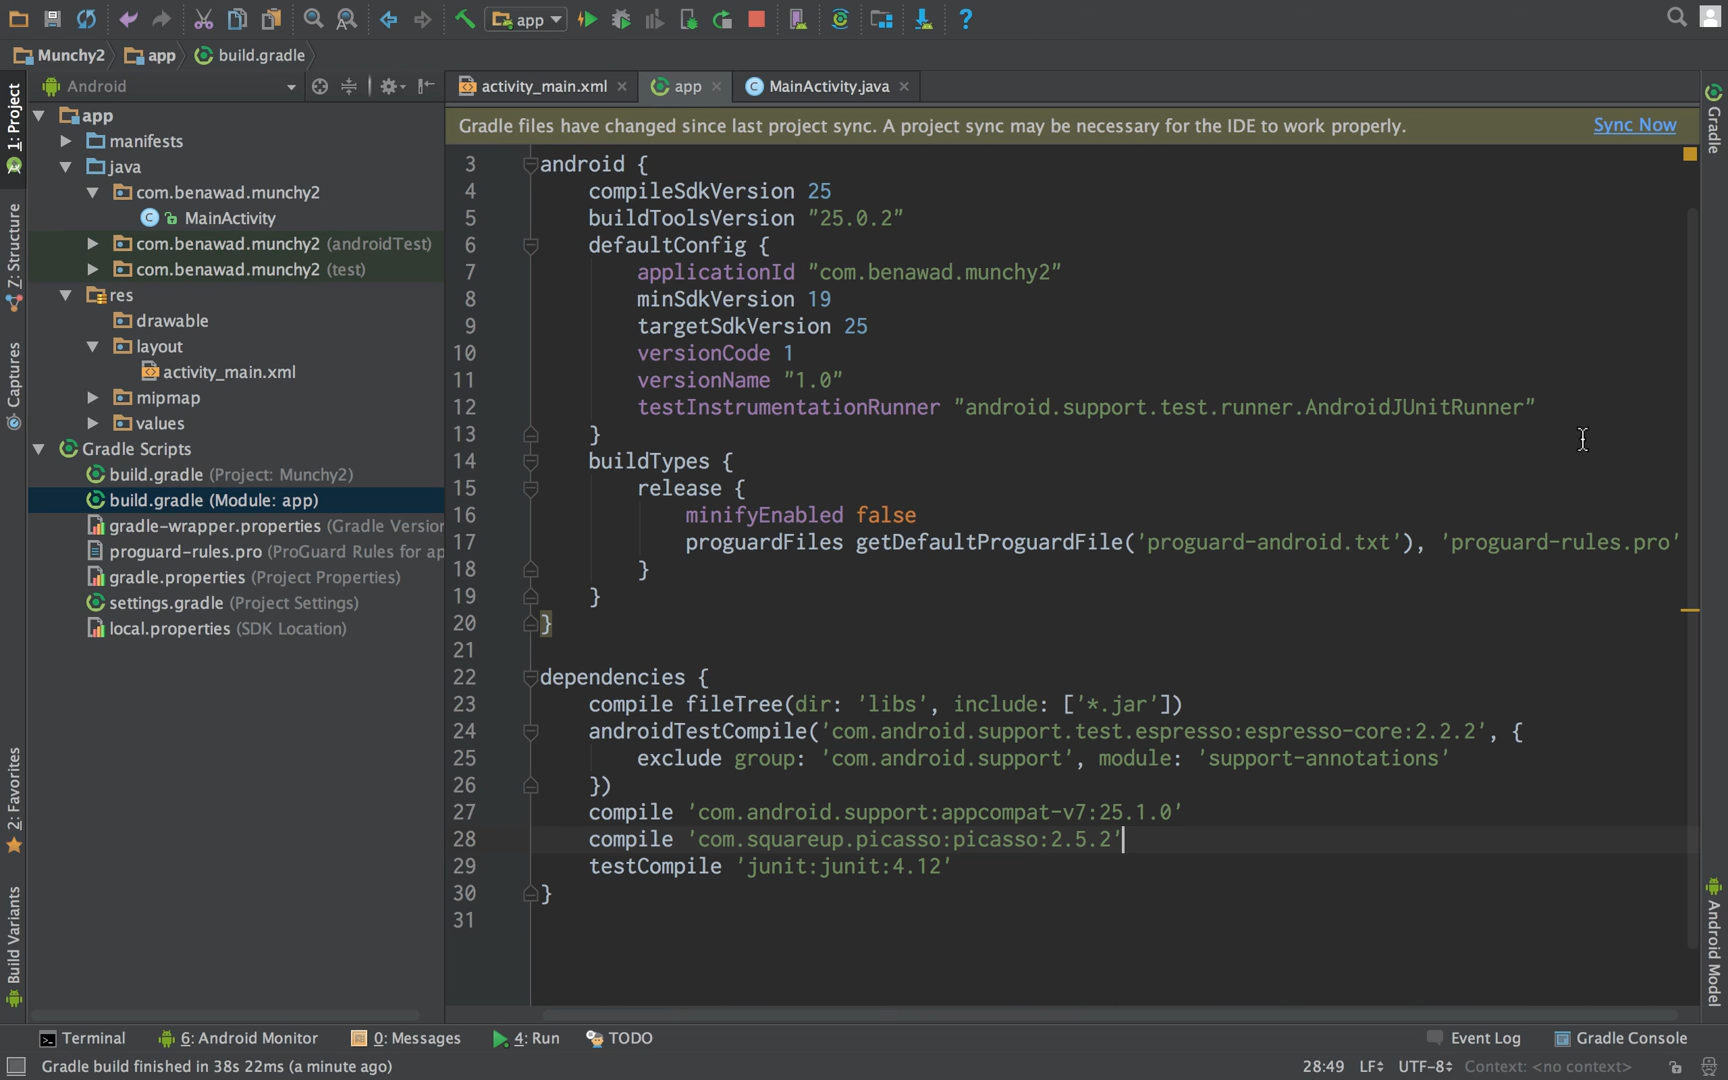 app
Munchy2
app
build.gradle
1: Project
Z: Structure
Captures
2: Favorites
Build Variants
Android
app
manifests
java
com.benawad.munchy2
MainActivity
com.benawad.munchy2 (androidTest)
com.benawad.munchy2 (test)
res
drawable
layout
activity_main.xml
mipmap
values
Gradle Scripts
build.gradle (Project: Munchy2)
build.gradle (Module: app)
gradle-wrapper.properties (Gradle Version
proguard-rules.pro (ProGuard Rules for ap
gradle.properties (Project Properties)
settings.gradle (Project Settings)
local.properties (SDK Location)
activity_main.xml
app
MainActivity.java
Gradle files have changed since last project sync. A project sync may be necessary for the IDE to work properly.
Sync Now
3 android {
4 compileSdkVersion 25
5 buildToolsVersion "25.0.2"
6 defaultConfig {
7 applicationId "com.benawad.munchy2"
8 minSdkVersion 19
9 targetSdkVersion 25
10 versionCode 1
11 versionName "1.0"
12 testInstrumentationRunner "android.support.test.runner.AndroidJUnitRunner"
13 }
14 buildTypes {
15 release {
16 minifyEnabled false
17 proguardFiles getDefaultProguardFile('proguard-android.txt'), 'proguard-rules.pro'
18 }
19 }
20 }
21
22 dependencies {
23 compile fileTree(dir: 'libs', include: ['*.jar'])
24 androidTestCompile('com.android.support.test.espresso:espresso-core:2.2.2', {
25 exclude group: 'com.android.support', module: 'support-annotations'
26 })
27 compile 'com.android.support:appcompat-v7:25.1.0'
28 compile 'com.squareup.picasso:picasso:2.5.2'
29 testCompile 'junit:junit:4.12'
30 }
31
Gradle
Android Model
Terminal
6: Android Monitor
0: Messages
4: Run
TODO
Event Log
Gradle Console
Gradle build finished in 38s 22ms (a minute ago)
28:49
LF
UTF-8
Context: <no context>